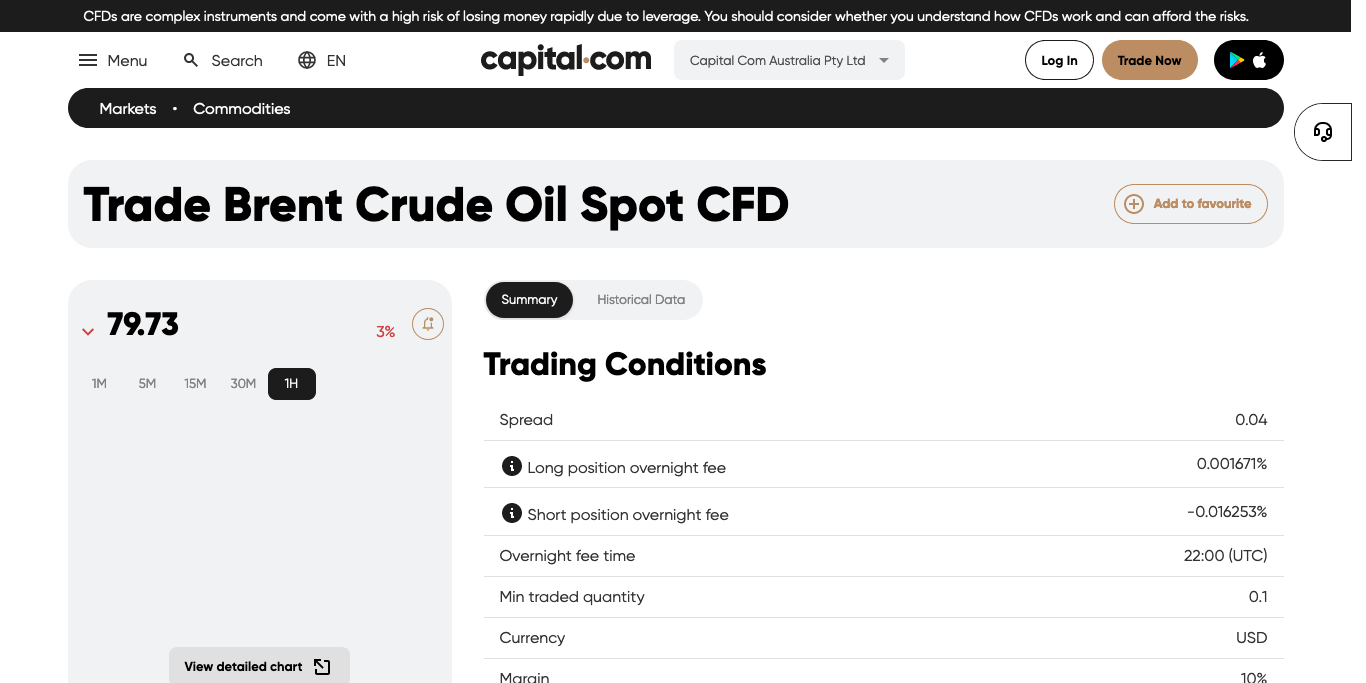 CFDs are complex instruments and come with a high risk of losing money rapidly due to leverage. You should consider whether you understand how CFDs work and can afford the risks.
Menu Search EN capital.com Capital Com Australia Pty Ltd Log In Trade Now
Markets • Commodities
Trade Brent Crude Oil Spot CFD
Add to favourite
79.73 3%
1M 5M 15M 30M 1H
View detailed chart
Summary Historical Data
Trading Conditions
Spread 0.04
Long position overnight fee 0.001671%
Short position overnight fee -0.016253%
Overnight fee time 22:00 (UTC)
Min traded quantity 0.1
Currency USD
Margin 10%